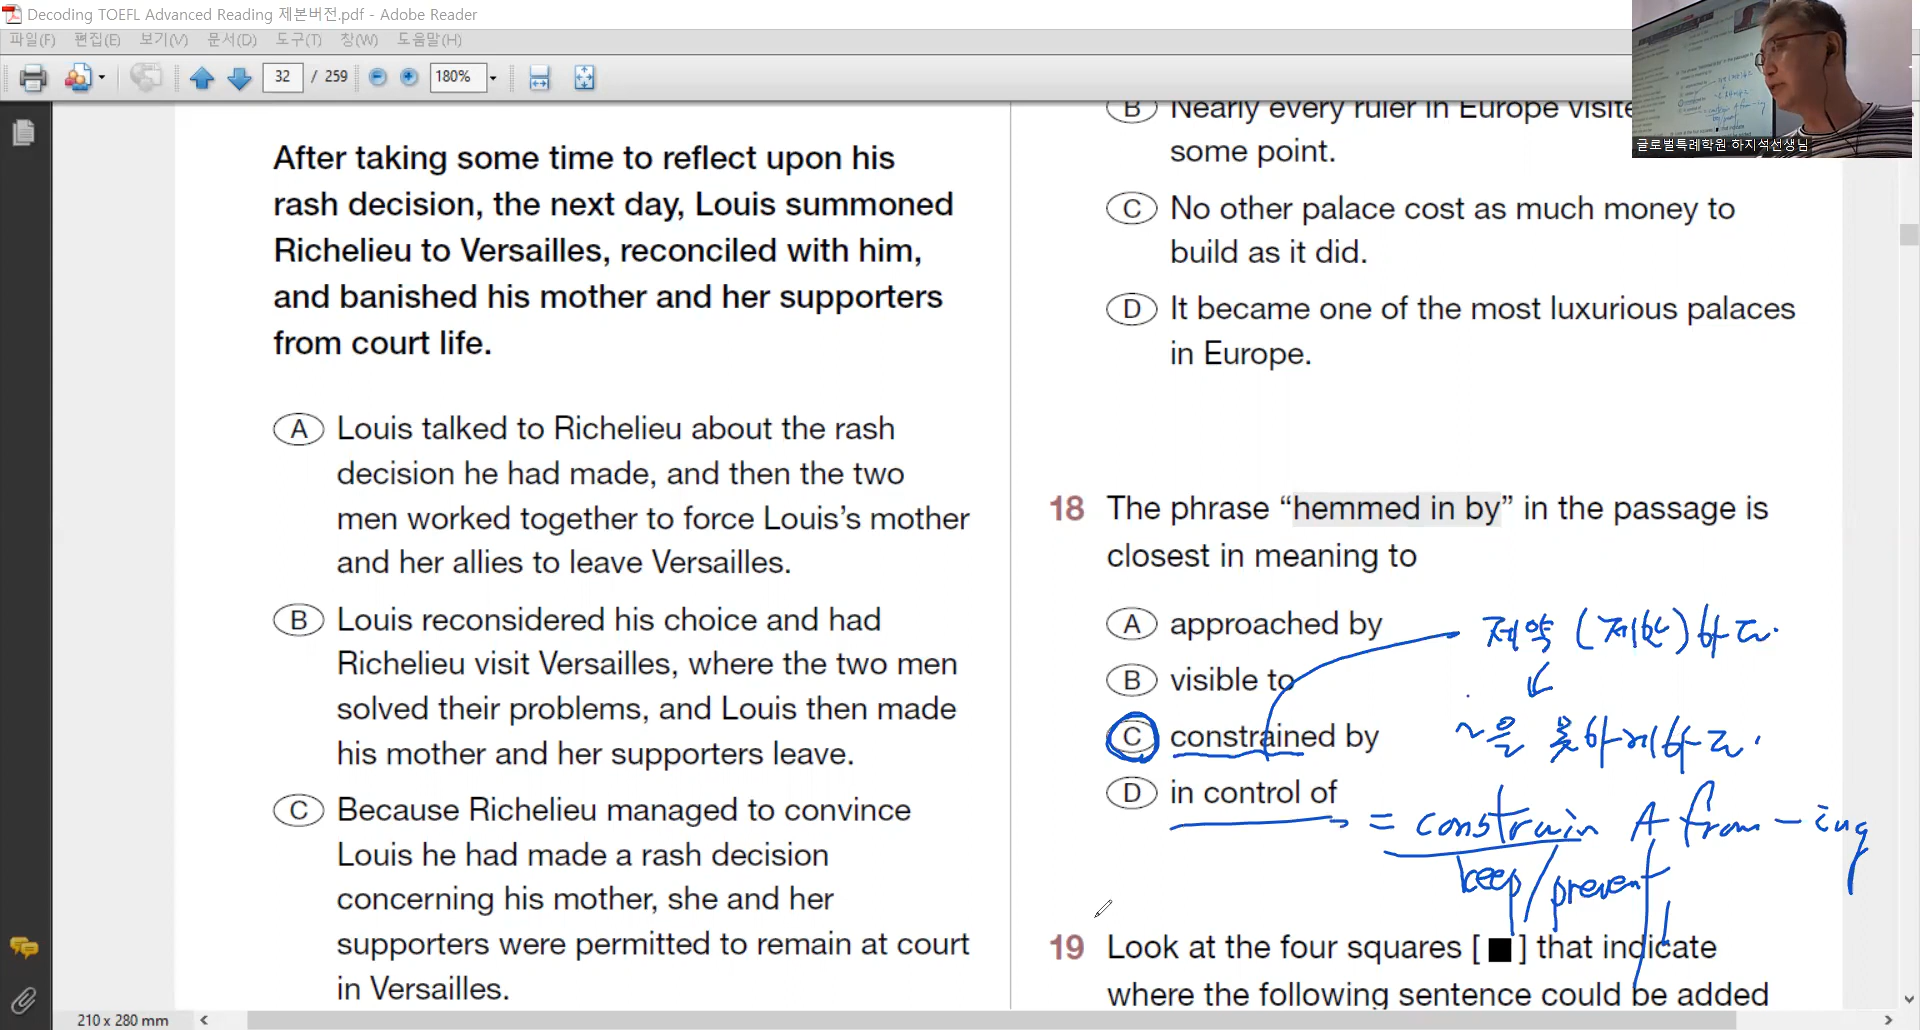 Decoding TOEFL Advanced Reading 제본버전.pdf - Adobe Reader
파일(F) 편집(E) 보기(V) 문서(D) 도구(T) 창(W) 도움말(H)
32 / 259 180%
글로벌특례학원 하지석선생님
After taking some time to reflect upon his
rash decision, the next day, Louis summoned
Richelieu to Versailles, reconciled with him,
and banished his mother and her supporters
from court life.
A Louis talked to Richelieu about the rash
decision he had made, and then the two
men worked together to force Louis's mother
and her allies to leave Versailles.
B Louis reconsidered his choice and had
Richelieu visit Versailles, where the two men
solved their problems, and Louis then made
his mother and her supporters leave.
C Because Richelieu managed to convince
Louis he had made a rash decision
concerning his mother, she and her
supporters were permitted to remain at court
in Versailles.
B Nearly every ruler in Europe visite
some point.
C No other palace cost as much money to
build as it did.
D It became one of the most luxurious palaces
in Europe.
18 The phrase “hemmed in by” in the passage is
closest in meaning to
A approached by
제약 (제한)하다.
B visible to
C constrained by
~을 못하게하다.
D in control of
= constrain A from -ing
keep/prevent
19 Look at the four squares [■] that indicate
where the following sentence could be added
210 x 280 mm